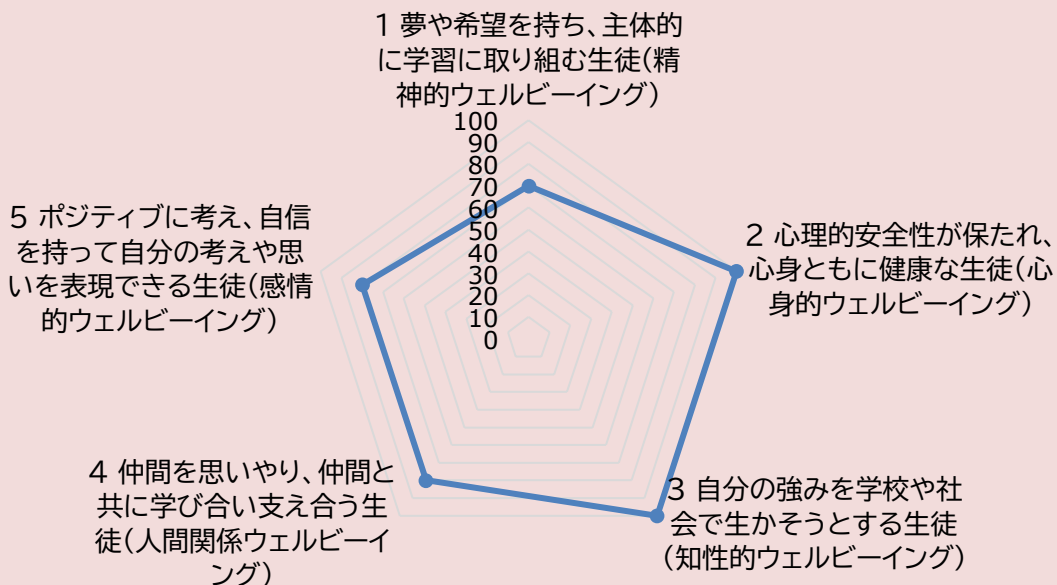 1 夢や希望を持ち、主体的
に学習に取り組む生徒(精
神的ウェルビーイング)
100
90
80
70
60
50
40
30
20
10
0
2 心理的安全性が保たれ、
心身ともに健康な生徒(心
身的ウェルビーイング)
3 自分の強みを学校や社
会で生かそうとする生徒
(知性的ウェルビーイング)
4 仲間を思いやり、仲間と
共に学び合い支え合う生
徒(人間関係ウェルビーイ
ング)
5 ポジティブに考え、自信
を持って自分の考えや思
いを表現できる生徒(感情
的ウェルビーイング)